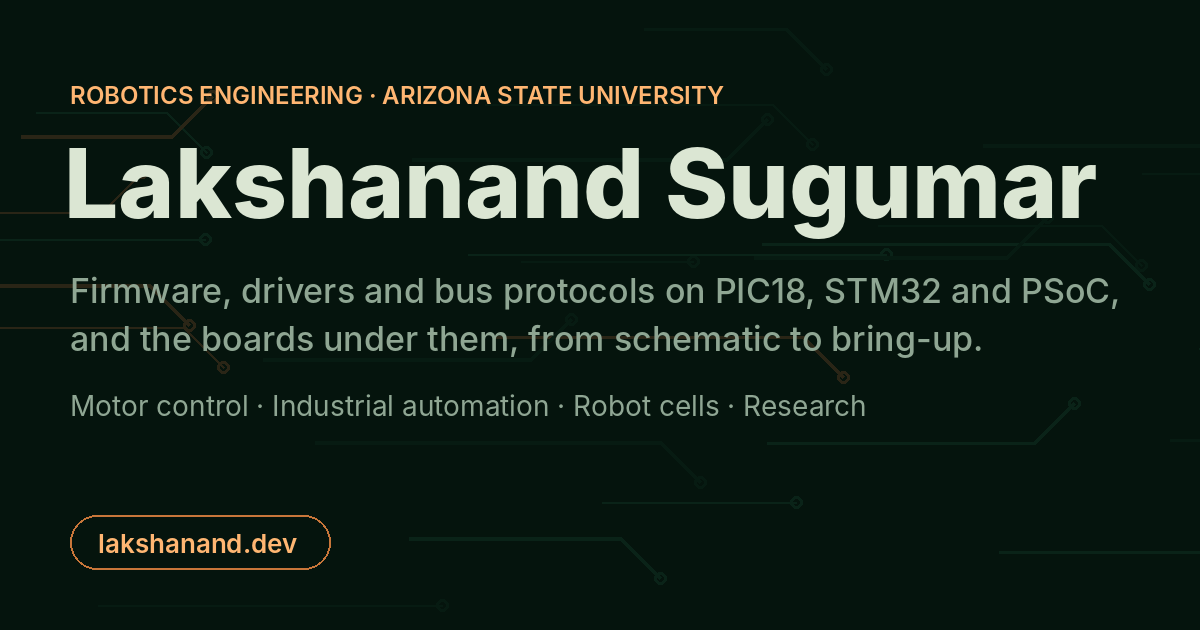 ROBOTICS ENGINEERING · ARIZONA STATE UNIVERSITY
Lakshanand Sugumar
Firmware, drivers and bus protocols on PIC18, STM32 and PSoC,
and the boards under them, from schematic to bring-up.
Motor control · Industrial automation · Robot cells · Research
lakshanand.dev